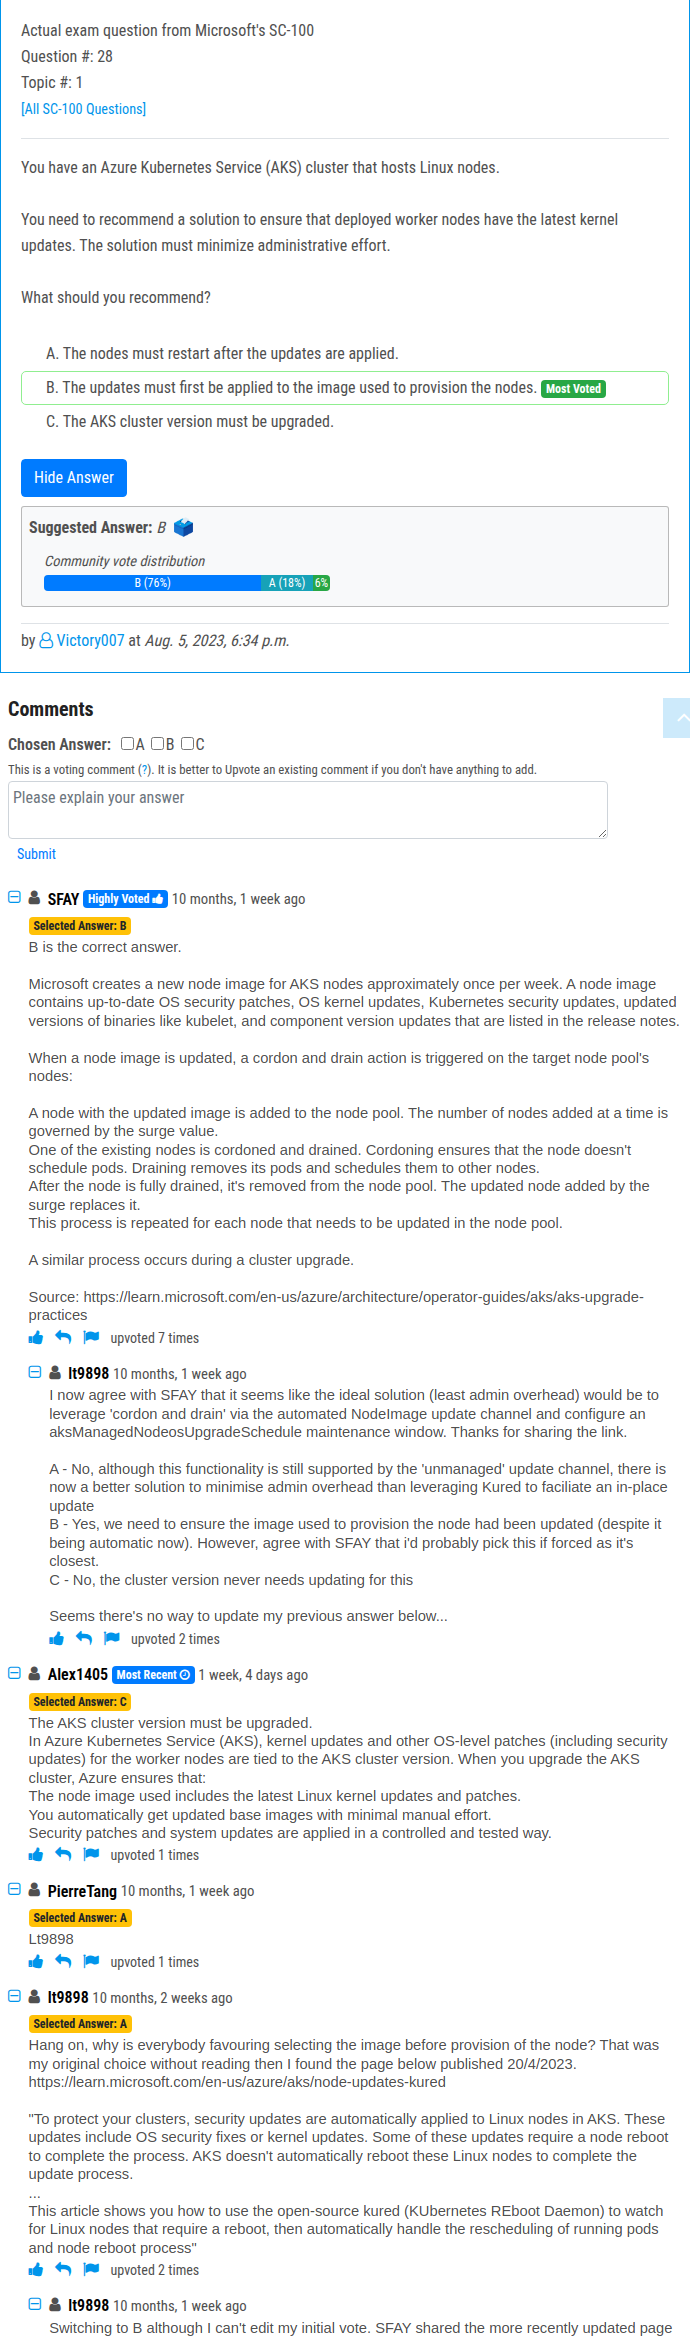 Actual exam question from Microsoft's SC-100
Question #: 28
Topic #: 1
[All SC-100 Questions]
You have an Azure Kubernetes Service (AKS) cluster that hosts Linux nodes.
You need to recommend a solution to ensure that deployed worker nodes have the latest kernel
updates. The solution must minimize administrative effort.
What should you recommend?
A. The nodes must restart after the updates are applied.
B. The updates must first be applied to the image used to provision the nodes. Most Voted
C. The AKS cluster version must be upgraded.
Hide Answer
Suggested Answer: B
Community vote distribution
B (76%) A (18%) 6%
by Victory007 at Aug. 5, 2023, 6:34 p.m.
Comments
Chosen Answer: A B C
This is a voting comment (?). It is better to Upvote an existing comment if you don't have anything to add.
Please explain your answer
Submit
SFAY Highly Voted 10 months, 1 week ago
Selected Answer: B
B is the correct answer.
Microsoft creates a new node image for AKS nodes approximately once per week. A node image
contains up-to-date OS security patches, OS kernel updates, Kubernetes security updates, updated
versions of binaries like kubelet, and component version updates that are listed in the release notes.
When a node image is updated, a cordon and drain action is triggered on the target node pool's
nodes:
A node with the updated image is added to the node pool. The number of nodes added at a time is
governed by the surge value.
One of the existing nodes is cordoned and drained. Cordoning ensures that the node doesn't
schedule pods. Draining removes its pods and schedules them to other nodes.
After the node is fully drained, it's removed from the node pool. The updated node added by the
surge replaces it.
This process is repeated for each node that needs to be updated in the node pool.
A similar process occurs during a cluster upgrade.
Source: https://learn.microsoft.com/en-us/azure/architecture/operator-guides/aks/aks-upgrade-
practices
upvoted 7 times
lt9898 10 months, 1 week ago
I now agree with SFAY that it seems like the ideal solution (least admin overhead) would be to
leverage 'cordon and drain' via the automated NodeImage update channel and configure an
aksManagedNodeosUpgradeSchedule maintenance window. Thanks for sharing the link.
A - No, although this functionality is still supported by the 'unmanaged' update channel, there is
now a better solution to minimise admin overhead than leveraging Kured to faciliate an in-place
update
B - Yes, we need to ensure the image used to provision the node had been updated (despite it
being automatic now). However, agree with SFAY that i'd probably pick this if forced as it's
closest.
C - No, the cluster version never needs updating for this
Seems there's no way to update my previous answer below...
upvoted 2 times
Alex1405 Most Recent 1 week, 4 days ago
Selected Answer: C
The AKS cluster version must be upgraded.
In Azure Kubernetes Service (AKS), kernel updates and other OS-level patches (including security
updates) for the worker nodes are tied to the AKS cluster version. When you upgrade the AKS
cluster, Azure ensures that:
The node image used includes the latest Linux kernel updates and patches.
You automatically get updated base images with minimal manual effort.
Security patches and system updates are applied in a controlled and tested way.
upvoted 1 times
PierreTang 10 months, 1 week ago
Selected Answer: A
Lt9898
upvoted 1 times
lt9898 10 months, 2 weeks ago
Selected Answer: A
Hang on, why is everybody favouring selecting the image before provision of the node? That was
my original choice without reading then I found the page below published 20/4/2023.
https://learn.microsoft.com/en-us/azure/aks/node-updates-kured
"To protect your clusters, security updates are automatically applied to Linux nodes in AKS. These
updates include OS security fixes or kernel updates. Some of these updates require a node reboot
to complete the process. AKS doesn't automatically reboot these Linux nodes to complete the
update process.
...
This article shows you how to use the open-source kured (KUbernetes REboot Daemon) to watch
for Linux nodes that require a reboot, then automatically handle the rescheduling of running pods
and node reboot process"
upvoted 2 times
lt9898 10 months, 1 week ago
Switching to B although I can't edit my initial vote. SFAY shared the more recently updated page